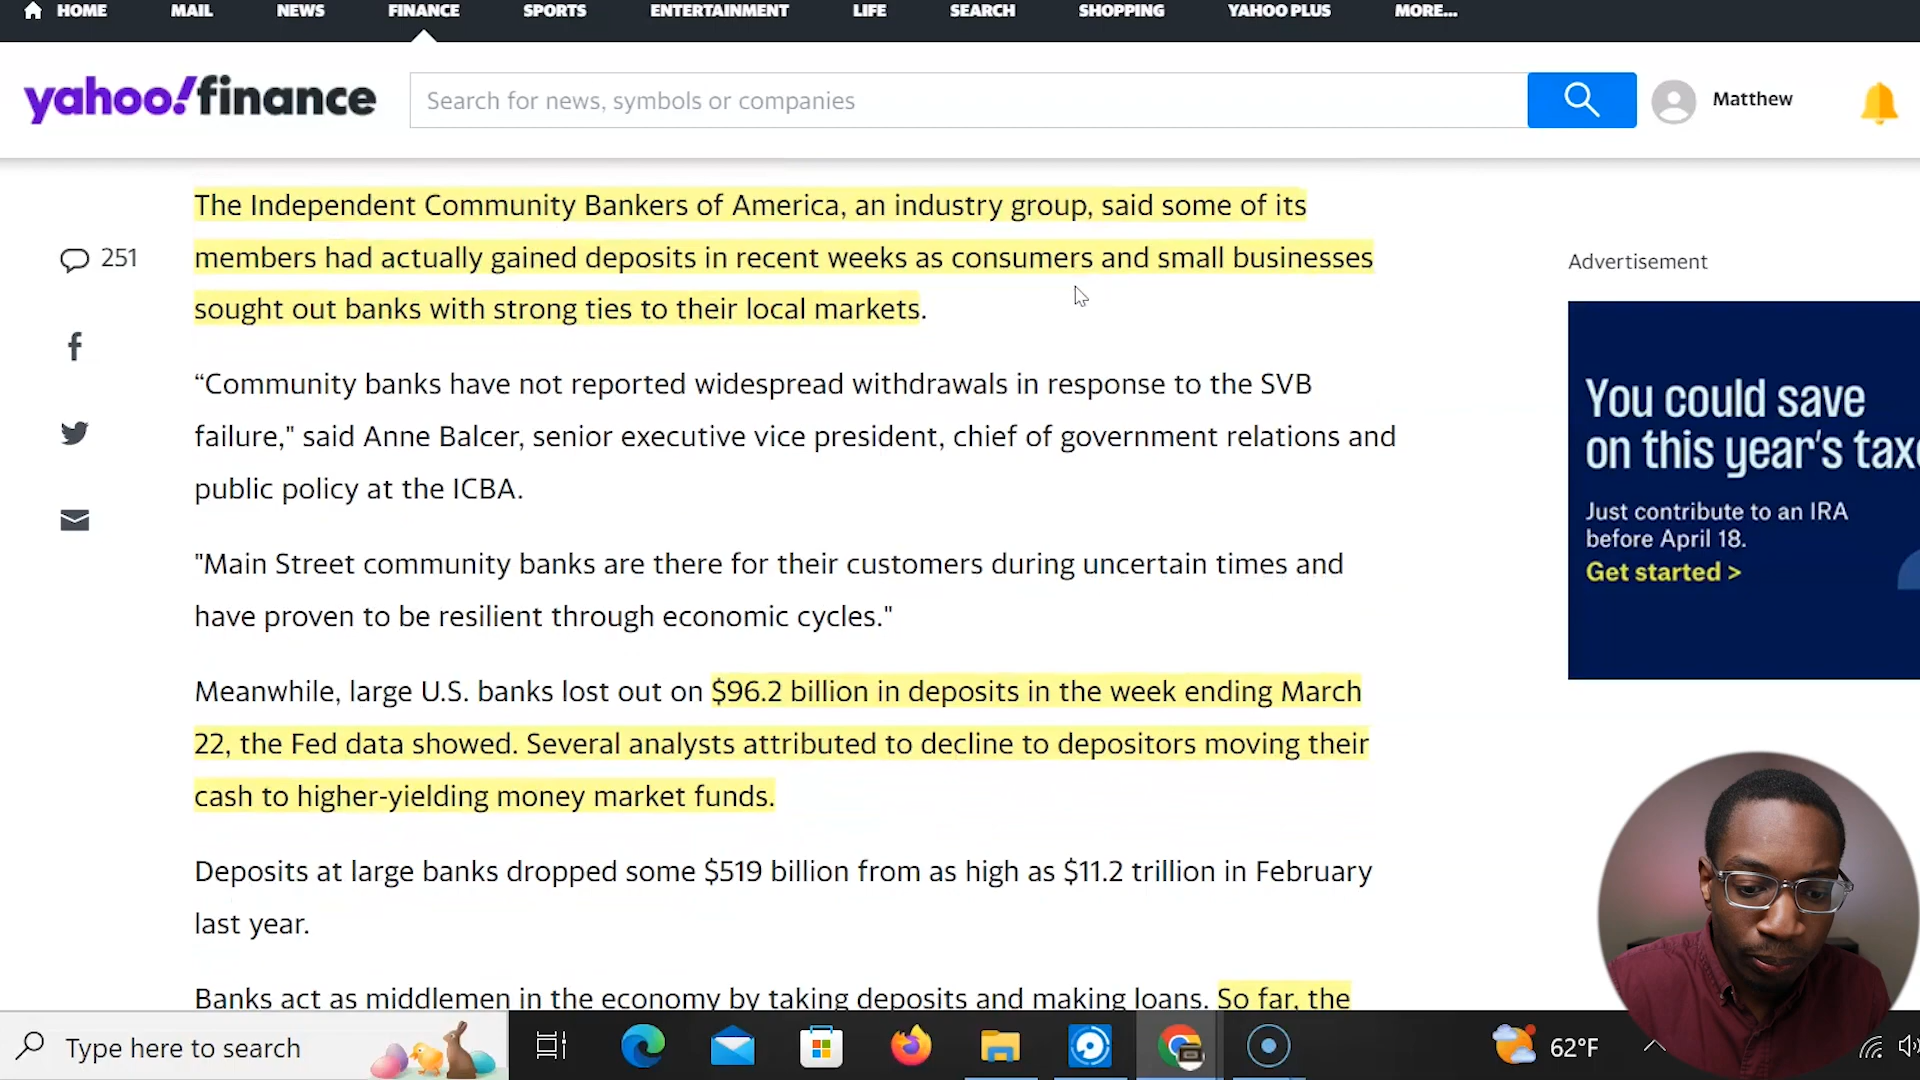 HOME MAIL NEWS FINANCE SPORTS ENTERTAINMENT LIFE SEARCH SHOPPING YAHOO PLUS MORE...
yahoo!finance
Search for news, symbols or companies
Matthew
The Independent Community Bankers of America, an industry group, said some of its
members had actually gained deposits in recent weeks as consumers and small businesses
sought out banks with strong ties to their local markets.
251
“Community banks have not reported widespread withdrawals in response to the SVB
failure," said Anne Balcer, senior executive vice president, chief of government relations and
public policy at the ICBA.
"Main Street community banks are there for their customers during uncertain times and
have proven to be resilient through economic cycles."
Meanwhile, large U.S. banks lost out on $96.2 billion in deposits in the week ending March
22, the Fed data showed. Several analysts attributed to decline to depositors moving their
cash to higher-yielding money market funds.
Deposits at large banks dropped some $519 billion from as high as $11.2 trillion in February
last year.
Banks act as middlemen in the economy by taking deposits and making loans. So far, the
Advertisement
You could save
on this year's taxe
Just contribute to an IRA
before April 18.
Get started >
Type here to search
62°F